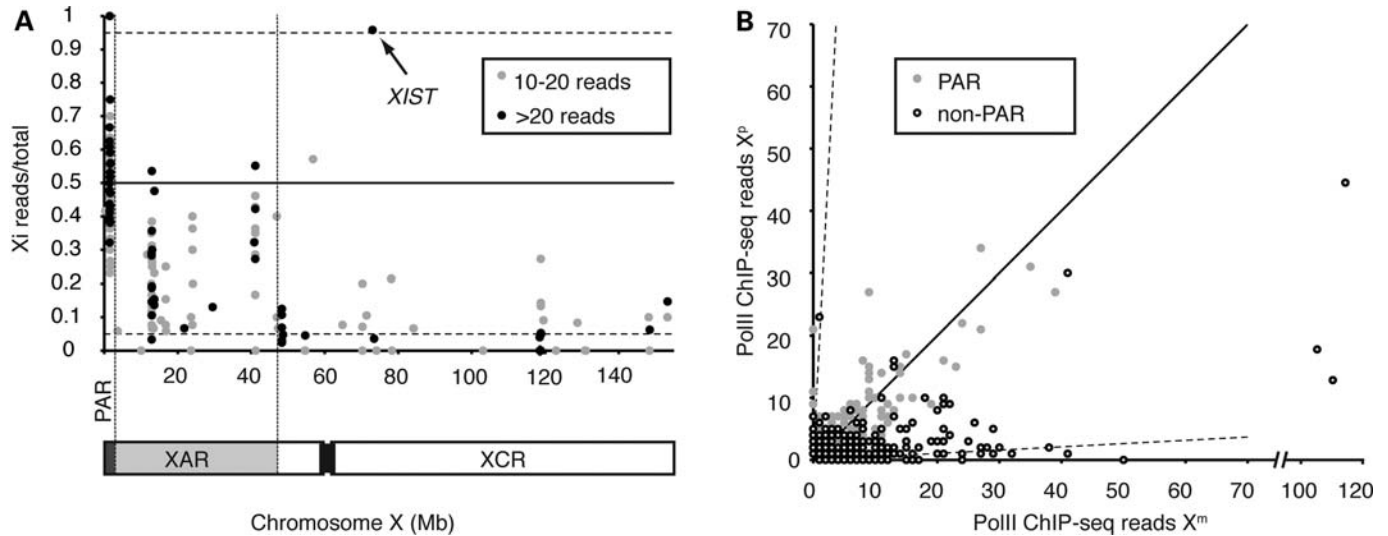 A
Xi reads/total
1
0.9
0.8
0.7
0.6
0.5
0.4
0.3
0.2
0.1
0
XIST
10-20 reads
>20 reads
20 40 60 80 100 120 140
PAR
XAR XCR
Chromosome X (Mb)
B
PolII ChIP-seq reads Xᵖ
70
60
50
40
30
20
10
0
PAR
non-PAR
0 10 20 30 40 50 60 70 100 120
PolII ChIP-seq reads Xᵐ